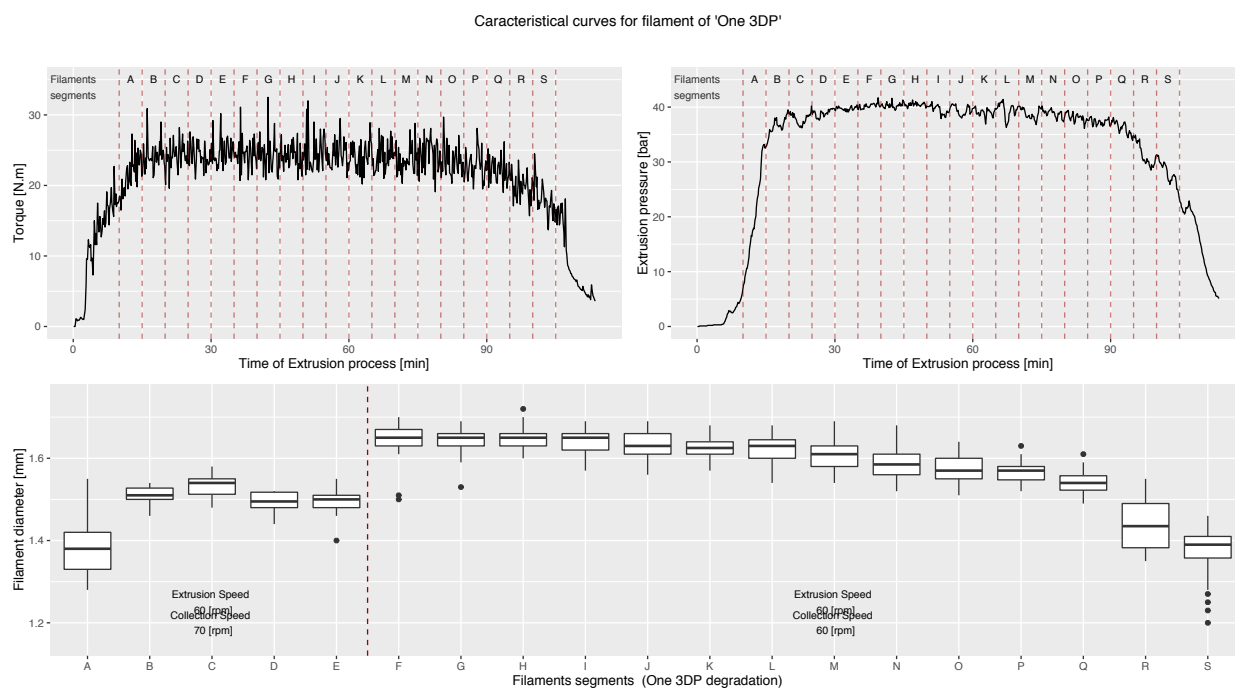 Caracteristical curves for filament of 'One 3DP'
Filaments
segments
A B C D E F G H I J K L M N O P Q R S
30
20
10
0
Torque [N.m]
0 30 60 90
Time of Extrusion process [min]
Filaments
segments
A B C D E F G H I J K L M N O P Q R S
40
30
20
10
0
Extrusion pressure [bar]
0 30 60 90
Time of Extrusion process [min]
1.6
1.4
1.2
Filament diameter [mm]
Extrusion Speed
60 [rpm]
Collection Speed
70 [rpm]
Extrusion Speed
60 [rpm]
Collection Speed
60 [rpm]
A B C D E F G H I J K L M N O P Q R S
Filaments segments (One 3DP degradation)